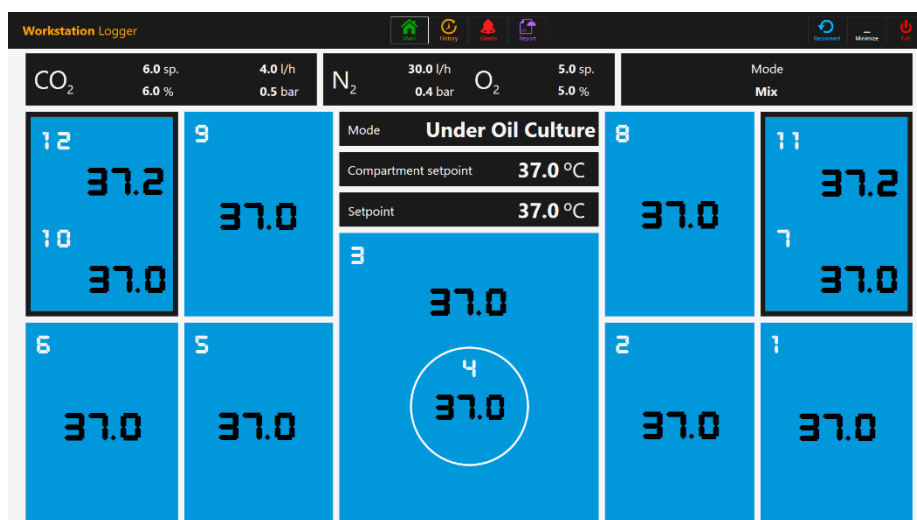 Workstation Logger
Main
History
Alarms
Report
Reconnect
Minimize
Exit
CO2
6.0 sp.
6.0 %
4.0 l/h
0.5 bar
N2
30.0 l/h
0.4 bar
O2
5.0 sp.
5.0 %
Mode
Mix
12
37.2
10
37.0
9
37.0
Mode Under Oil Culture
Compartment setpoint 37.0 °C
Setpoint 37.0 °C
3
37.0
4
37.0
8
37.0
11
37.2
7
37.0
6
37.0
5
37.0
2
37.0
1
37.0